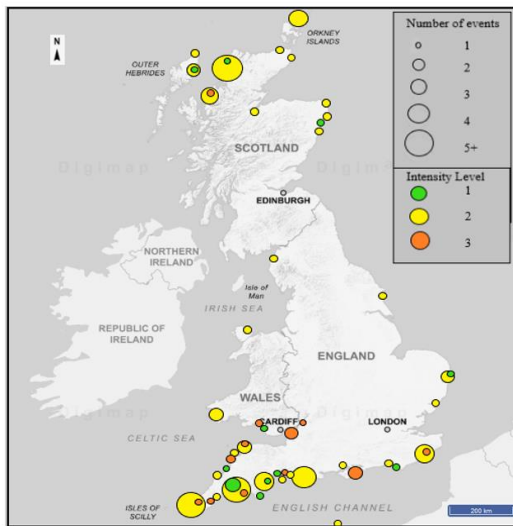 N
ORKNEY
ISLANDS
OUTER
HEBRIDES
SCOTLAND
EDINBURGH
NORTHERN
IRELAND
Isle of
Man
IRISH SEA
REPUBLIC OF
IRELAND
ENGLAND
WALES
CARDIFF
LONDON
CELTIC SEA
ISLES OF
SCILLY
ENGLISH CHANNEL
200 km
Number of events
1
2
3
4
5+
Intensity Level
1
2
3
Digimap
Digimap
Digimap
Digimap